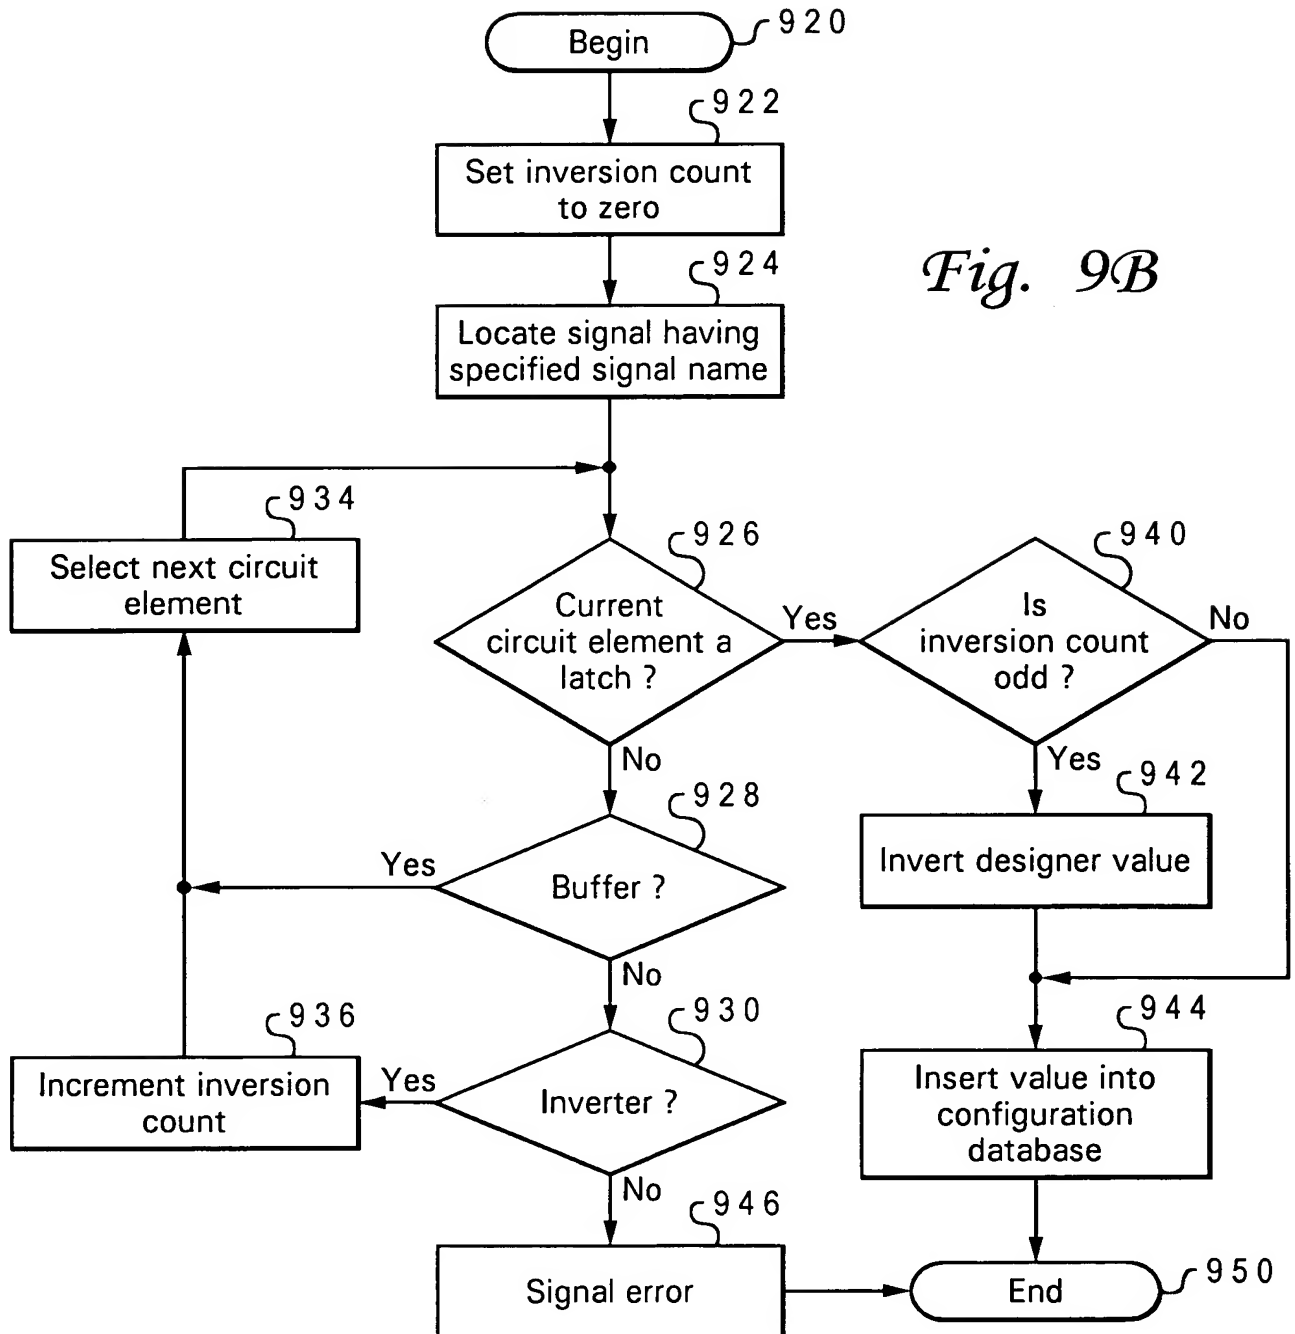 Begin
920
922
Set inversion count
to zero
924
Fig. 9B
Locate signal having
specified signal name
934
Select next circuit
element
926
Current
circuit element a
latch ?
Yes
940
Is
inversion count
odd ?
No
No
Yes
928
Buffer ?
Yes
942
Invert designer value
No
930
Inverter ?
Yes
936
Increment inversion
count
944
Insert value into
configuration
database
No
946
Signal error
End
950